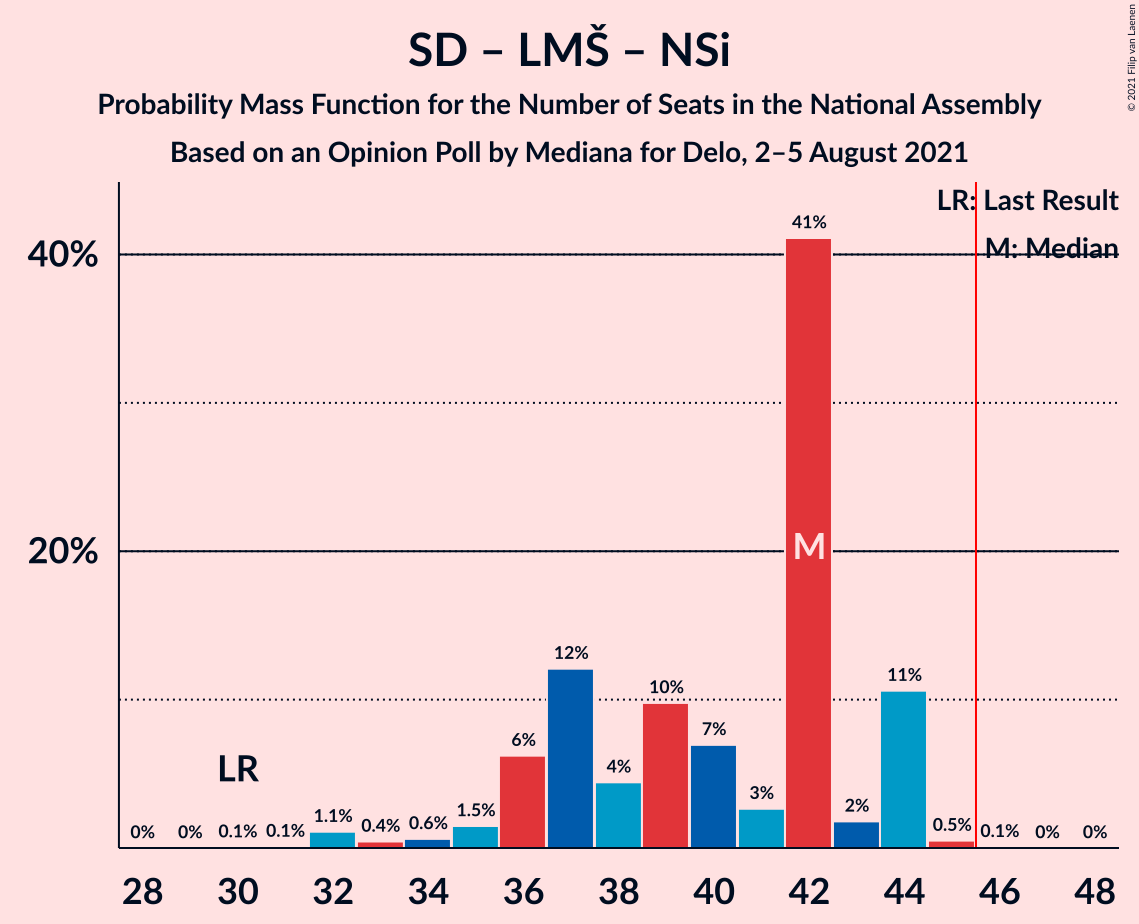 SD – LMŠ – NSi
Probability Mass Function for the Number of Seats in the National Assembly
Based on an Opinion Poll by Mediana for Delo, 2–5 August 2021
© 2021 Filip van Laenen
LR: Last Result
M: Median
40%
20%
41%
M
12%
11%
10%
7%
6%
4%
3%
2%
LR
0%
0%
0.1%
0.1%
1.1%
0.4%
0.6%
1.5%
0.5%
0.1%
0%
0%
28 30 32 34 36 38 40 42 44 46 48